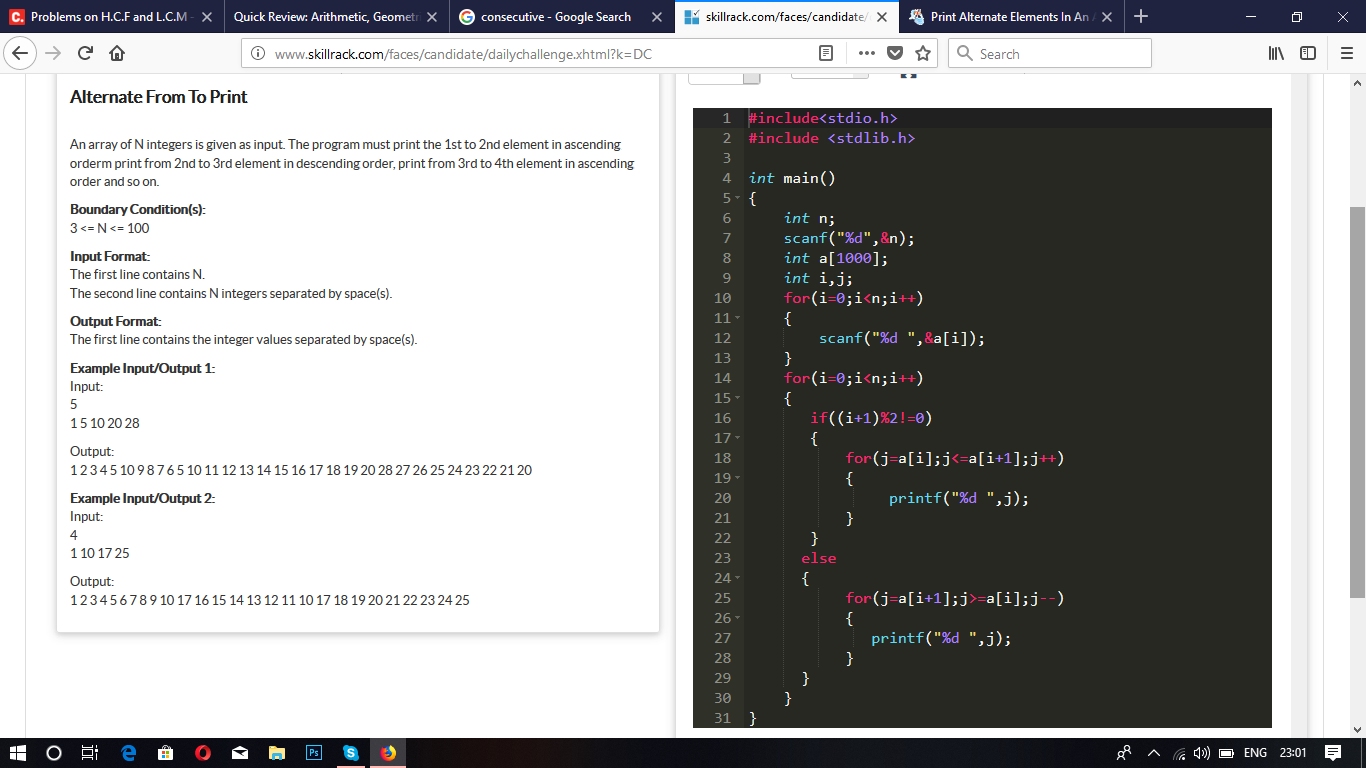 Problems on H.C.F and L.C.M -
Quick Review: Arithmetic, Geometr
consecutive - Google Search
skillrack.com/faces/candidate/
Print Alternate Elements In An A
www.skillrack.com/faces/candidate/dailychallenge.xhtml?k=DC
Search
Alternate From To Print
An array of N integers is given as input. The program must print the 1st to 2nd element in ascending
orderm print from 2nd to 3rd element in descending order, print from 3rd to 4th element in ascending
order and so on.
Boundary Condition(s):
3 <= N <= 100
Input Format:
The first line contains N.
The second line contains N integers separated by space(s).
Output Format:
The first line contains the integer values separated by space(s).
Example Input/Output 1:
Input:
5
1 5 10 20 28
Output:
1 2 3 4 5 10 9 8 7 6 5 10 11 12 13 14 15 16 17 18 19 20 28 27 26 25 24 23 22 21 20
Example Input/Output 2:
Input:
4
1 10 17 25
Output:
1 2 3 4 5 6 7 8 9 10 17 16 15 14 13 12 11 10 17 18 19 20 21 22 23 24 25
1 #include<stdio.h>
2 #include <stdlib.h>
3
4 int main()
5 {
6 int n;
7 scanf("%d",&n);
8 int a[1000];
9 int i,j;
10 for(i=0;i<n;i++)
11 {
12 scanf("%d ",&a[i]);
13 }
14 for(i=0;i<n;i++)
15 {
16 if((i+1)%2!=0)
17 {
18 for(j=a[i];j<=a[i+1];j++)
19 {
20 printf("%d ",j);
21 }
22 }
23 else
24 {
25 for(j=a[i+1];j>=a[i];j--)
26 {
27 printf("%d ",j);
28 }
29 }
30 }
31 }
ENG 23:01